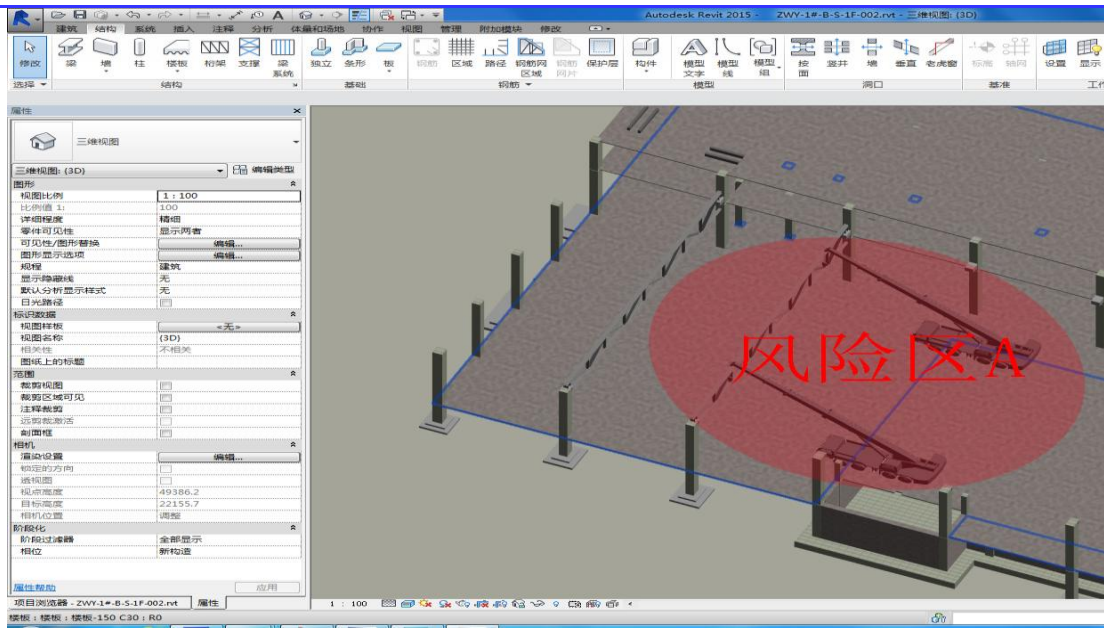 Autodesk Revit 2015 - ZWY-1#-B-S-1F-002.rvt - 三维视图: {3D}
建筑 结构 系统 插入 注释 分析 体量和场地 协作 视图 管理 附加模块 修改
修改 梁 墙 柱 楼板 桁架 支撑 梁系统 独立 条形 板 钢筋 区域 路径 钢筋网区域 钢筋网片 保护层 构件 模型文字 模型线 模型组 按面 竖井 墙 垂直 老虎窗 标高 轴网 设置 显示
选择 结构 基础 钢筋 模型 洞口 基准 工作
属性
三维视图
三维视图: {3D} 编辑类型
图形
视图比例 1 : 100
比例值 1: 100
详细程度 精细
零件可见性 显示两者
可见性/图形替换 编辑...
图形显示选项 编辑...
规程 建筑
显示隐藏线 无
默认分析显示样式 无
日光路径
标识数据
视图样板 <无>
视图名称 {3D}
相关性 不相关
图纸上的标题
范围
裁剪视图
裁剪区域可见
注释裁剪
远剪裁激活
剖面框
相机
渲染设置 编辑...
锁定的方向
透视图
视点高度 49386.2
目标高度 22155.7
相机位置 调整
阶段化
阶段过滤器 全部显示
相位 新构造
属性帮助 应用
项目浏览器 - ZWY-1#-B-S-1F-002.rvt 属性
1 : 100
楼板 : 楼板 : 楼板-150 C30 : R0
风险区A